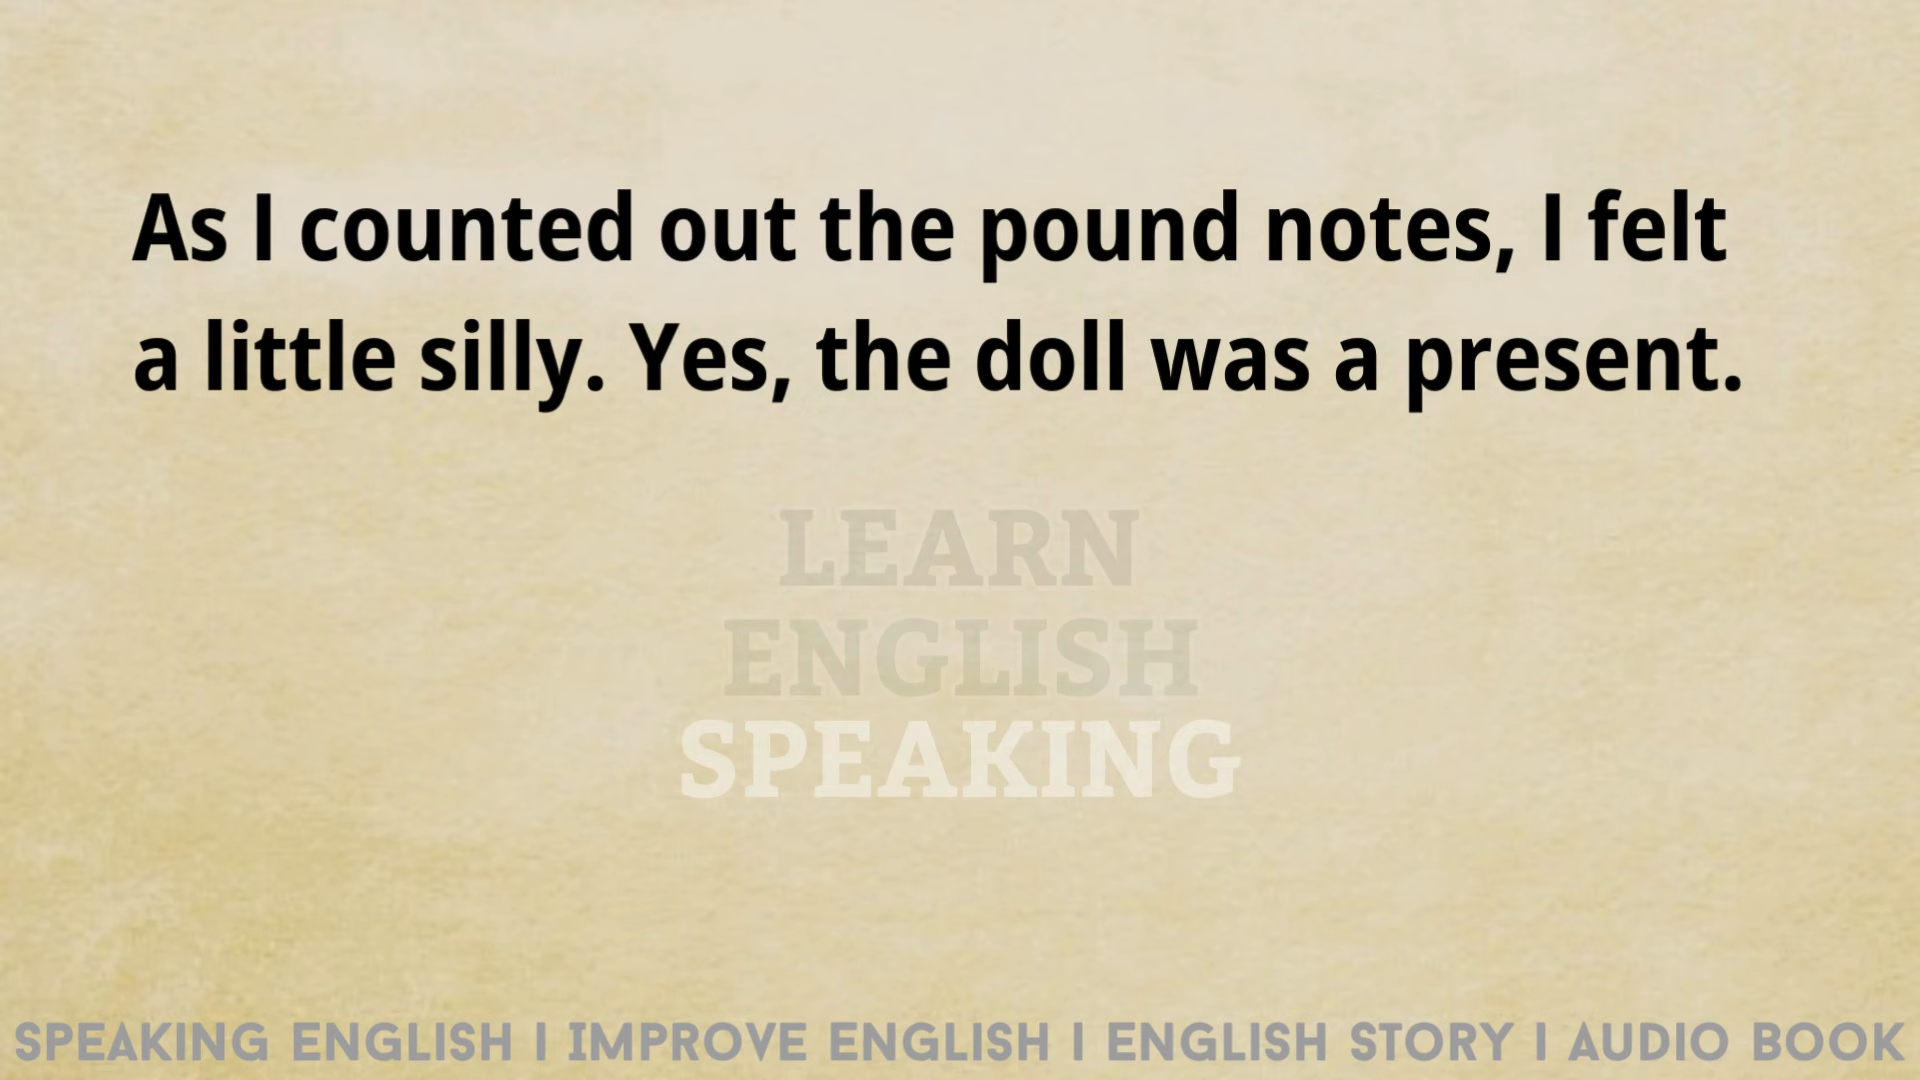 As I counted out the pound notes, I felt
a little silly. Yes, the doll was a present.
LEARN
ENGLISH
SPEAKING
SPEAKING ENGLISH I IMPROVE ENGLISH I ENGLISH STORY I AUDIO BOOK